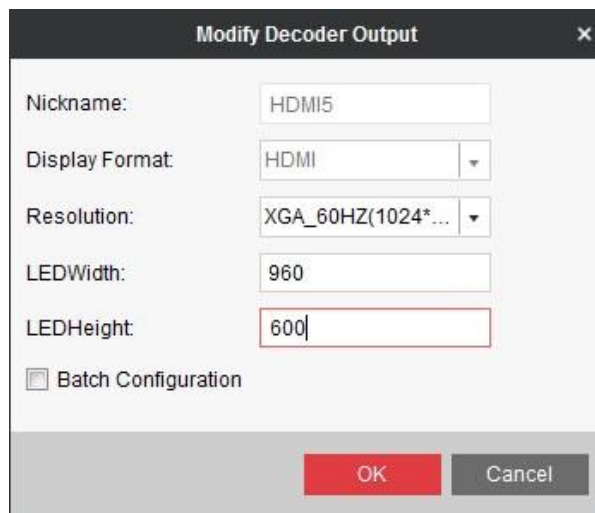 Modify Decoder Output ×
Nickname: HDMI5
Display Format: HDMI
Resolution: XGA_60HZ(1024*...
LEDWidth: 960
LEDHeight: 600
Batch Configuration
OK Cancel